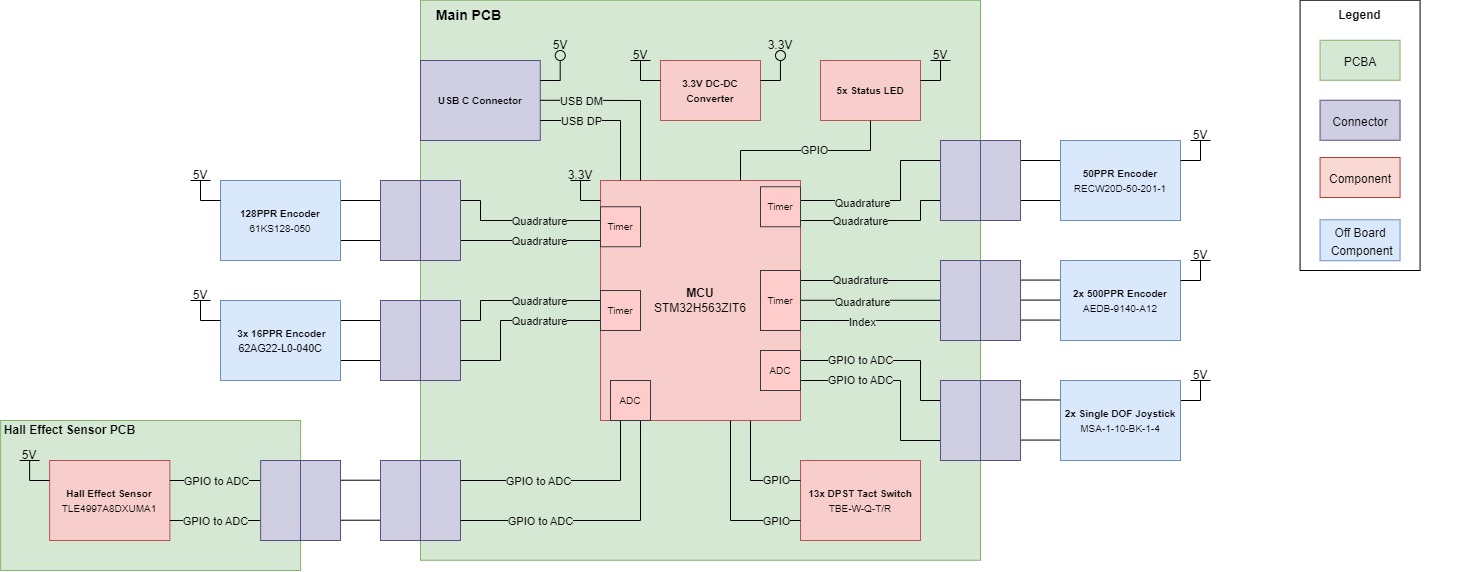 Main PCB
Legend
PCBA
Connector
Component
Off Board
Component
5V
USB C Connector
USB DM
USB DP
5V
3.3V DC-DC
Converter
3.3V
5x Status LED
5V
GPIO
3.3V
MCU
STM32H563ZIT6
Timer
Timer
Timer
Timer
ADC
ADC
5V
128PPR Encoder
61KS128-050
Quadrature
Quadrature
5V
3x 16PPR Encoder
62AG22-L0-040C
Quadrature
Quadrature
5V
50PPR Encoder
RECW20D-50-201-1
Quadrature
Quadrature
5V
2x 500PPR Encoder
AEDB-9140-A12
Quadrature
Quadrature
Index
5V
2x Single DOF Joystick
MSA-1-10-BK-1-4
GPIO to ADC
GPIO to ADC
Hall Effect Sensor PCB
5V
Hall Effect Sensor
TLE4997A8DXUMA1
GPIO to ADC
GPIO to ADC
GPIO to ADC
GPIO to ADC
GPIO
GPIO
13x DPST Tact Switch
TBE-W-Q-T/R